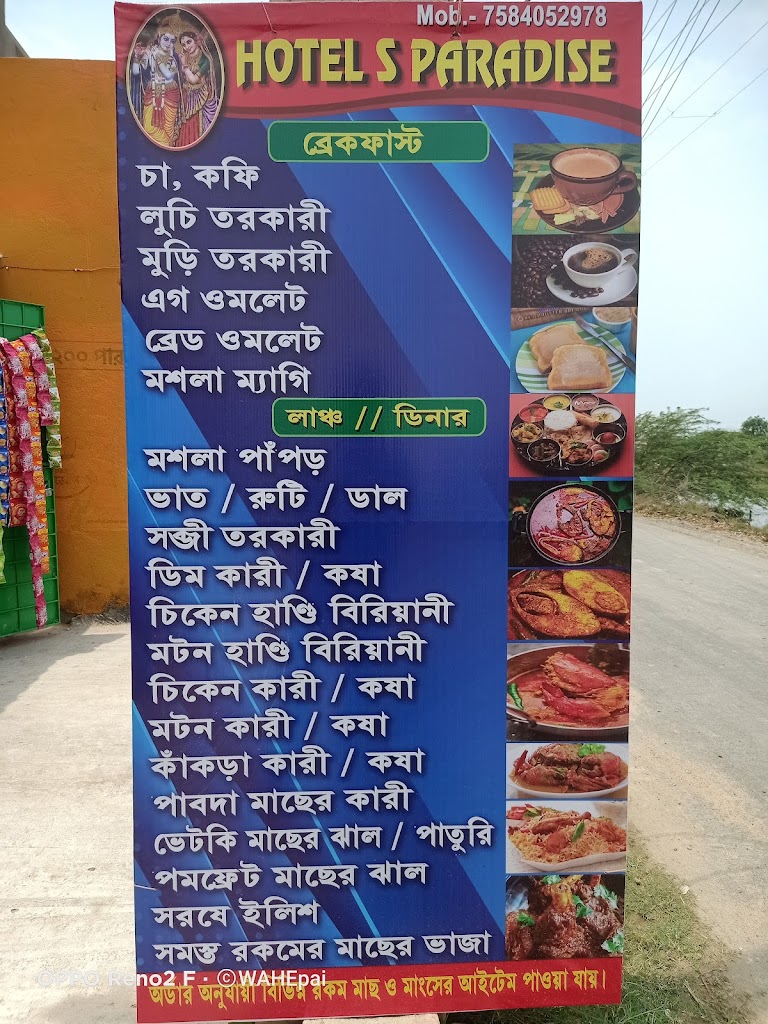 Mob.- 7584052978
HOTEL S PARADISE
ব্রেকফাস্ট
চা, কফি
লুচি তরকারী
মুড়ি তরকারী
এগ ওমলেট
ব্রেড ওমলেট
মশলা ম্যাগি
লাঞ্চ // ডিনার
মশলা পাঁপড়
ভাত / রুটি / ডাল
সব্জী তরকারী
ডিম কারী / কষা
চিকেন হাণ্ডি বিরিয়ানী
মটন হাণ্ডি বিরিয়ানী
চিকেন কারী / কষা
মটন কারী / কষা
কাঁকড়া কারী / কষা
পাবদা মাছের কারী
ভেটকি মাছের ঝাল / পাতুরি
পমফ্রেট মাছের ঝাল
সরষে ইলিশ
সমস্ত রকমের মাছের ভাজা
অর্ডার অনুযায়ী বিভিন্ন রকম মাছ ও মাংসের আইটেম পাওয়া যায়।
OPPO Reno2 F · ©WAHEpai
২০০ পার